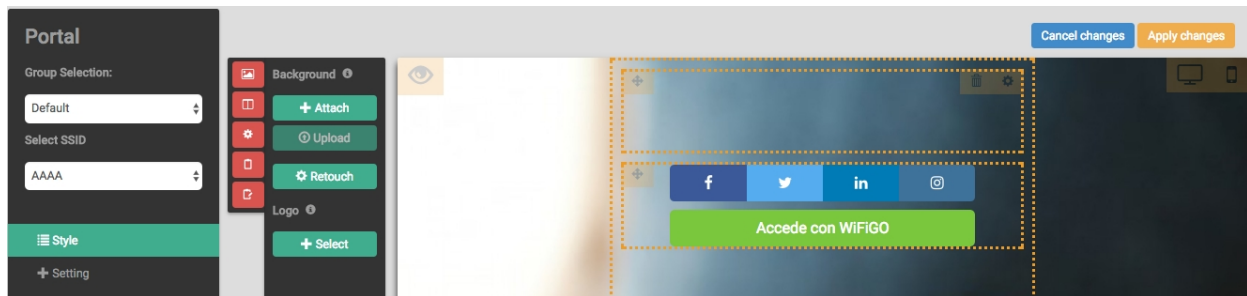 Portal
Cancel changes
Apply changes
Group Selection:
Default
Select SSID
AAAA
Style
Setting
Background
Attach
Upload
Retouch
Logo
Select
Accede con WiFiGO